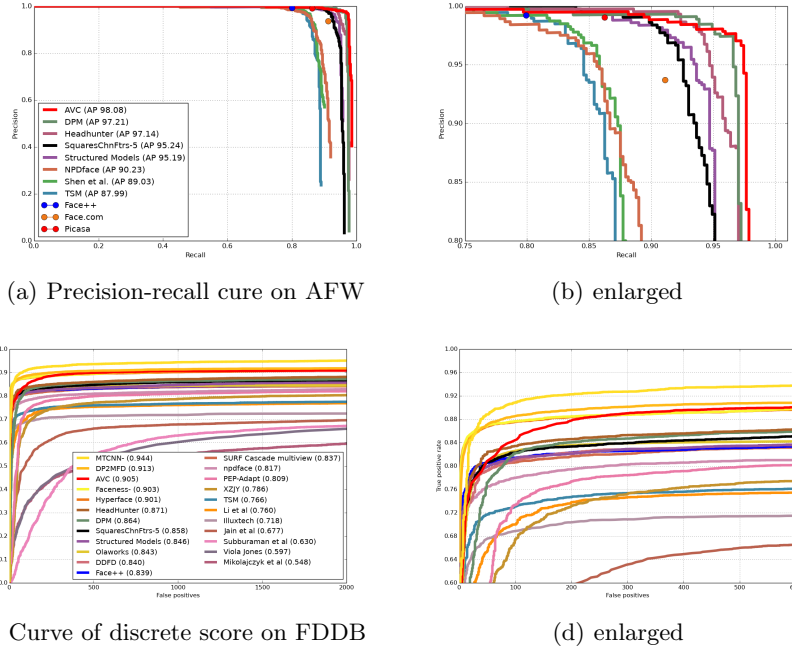 1.0
0.8
0.6
0.4
0.2
0.0
Precision
AVC (AP 98.08)
DPM (AP 97.21)
Headhunter (AP 97.14)
SquaresChnFtrs-5 (AP 95.24)
Structured Models (AP 95.19)
NPDface (AP 90.23)
Shen et al. (AP 89.03)
TSM (AP 87.99)
Face++
Face.com
Picasa
0.0 0.2 0.4 0.6 0.8 1.0
Recall
(a) Precision-recall cure on AFW
1.00
0.95
0.90
0.85
0.80
Precision
0.75 0.80 0.85 0.90 0.95 1.00
Recall
(b) enlarged
1.0
0.9
0.8
0.7
0.6
0.5
0.4
0.3
0.2
0.1
0.0
MTCNN- (0.944)
DP2MFD (0.913)
AVC (0.905)
Faceness- (0.903)
Hyperface (0.901)
HeadHunter (0.871)
DPM (0.864)
SquaresChnFtrs-5 (0.858)
Structured Models (0.846)
Olaworks (0.843)
DDFD (0.840)
Face++ (0.839)
SURF Cascade multiview (0.837)
npdface (0.817)
PEP-Adapt (0.809)
XZJY (0.786)
TSM (0.766)
Li et al (0.760)
Illuxtech (0.718)
Jain et al (0.677)
Subburaman et al (0.630)
Viola Jones (0.597)
Mikolajczyk et al (0.548)
0 500 1000 1500 2000
False positives
Curve of discrete score on FDDB
1.00
0.96
0.92
0.88
0.84
0.80
0.76
0.72
0.68
0.64
0.60
True positive rate
0 100 200 300 400 500
False positives
(d) enlarged